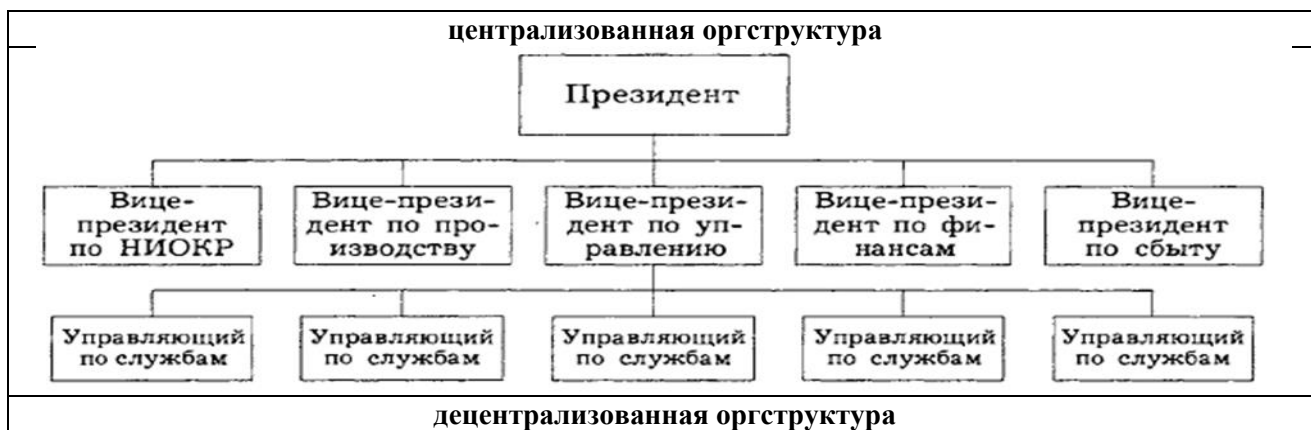 централизованная оргструктура
Президент
Вице-
президент
по НИОКР
Вице-прези-
дент по про-
изводству
Вице-прези-
дент по уп-
равлению
Вице-прези-
дент по фи-
нансам
Вице-
президент
по сбыту
Управляющий
по службам
Управляющий
по службам
Управляющий
по службам
Управляющий
по службам
Управляющий
по службам
децентрализованная оргструктура